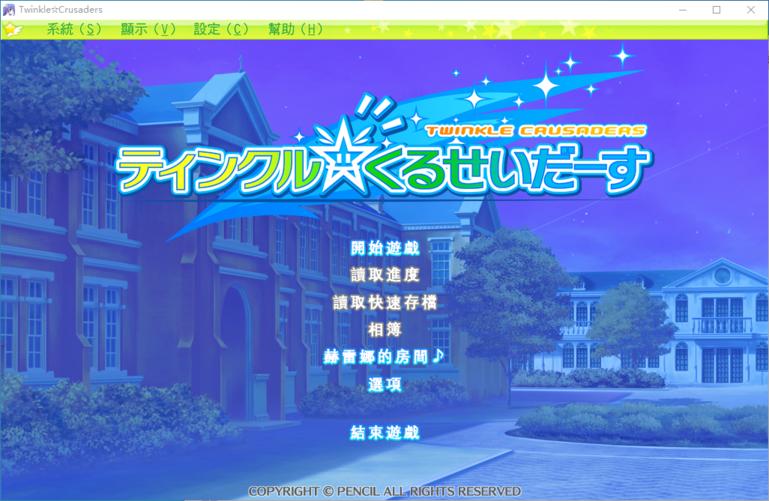 Twinkle☆Crusaders
系統(S) 顯示(V) 設定(C) 幫助(H)
TWINKLE CRUSADERS
ティンクル☆くるせいだーす
開始遊戲
讀取進度
讀取快速存檔
相簿
赫雷娜的房間♪
選項
結束遊戲
COPYRIGHT © PENCIL ALL RIGHTS RESERVED